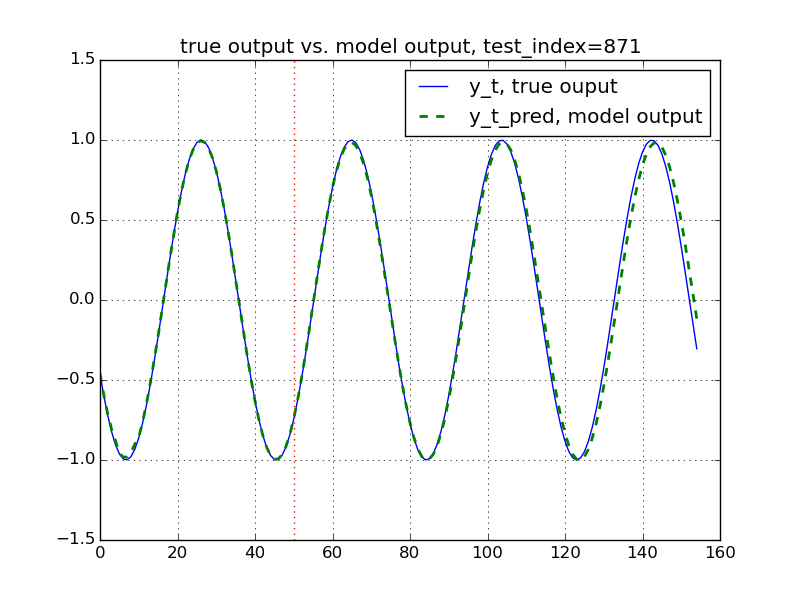 true output vs. model output, test_index=871
y_t, true ouput
y_t_pred, model output
1.5
1.0
0.5
0.0
−0.5
−1.0
−1.5
0 20 40 60 80 100 120 140 160